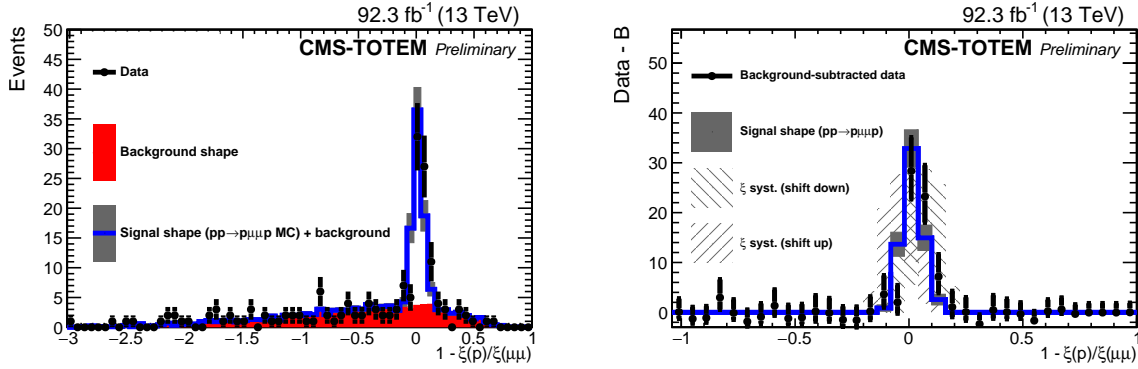 92.3 fb⁻¹ (13 TeV)
Events
50
45
40
35
30
25
20
15
10
5
0
CMS-TOTEM Preliminary
Data
Background shape
Signal shape (pp→pμμp MC) + background
−3 −2.5 −2 −1.5 −1 −0.5 0 0.5 1
1 - ξ(p)/ξ(μμ)
92.3 fb⁻¹ (13 TeV)
Data - B
50
40
30
20
10
0
CMS-TOTEM Preliminary
Background-subtracted data
Signal shape (pp→pμμp)
ξ syst. (shift down)
ξ syst. (shift up)
−1 −0.5 0 0.5 1
1 - ξ(p)/ξ(μμ)